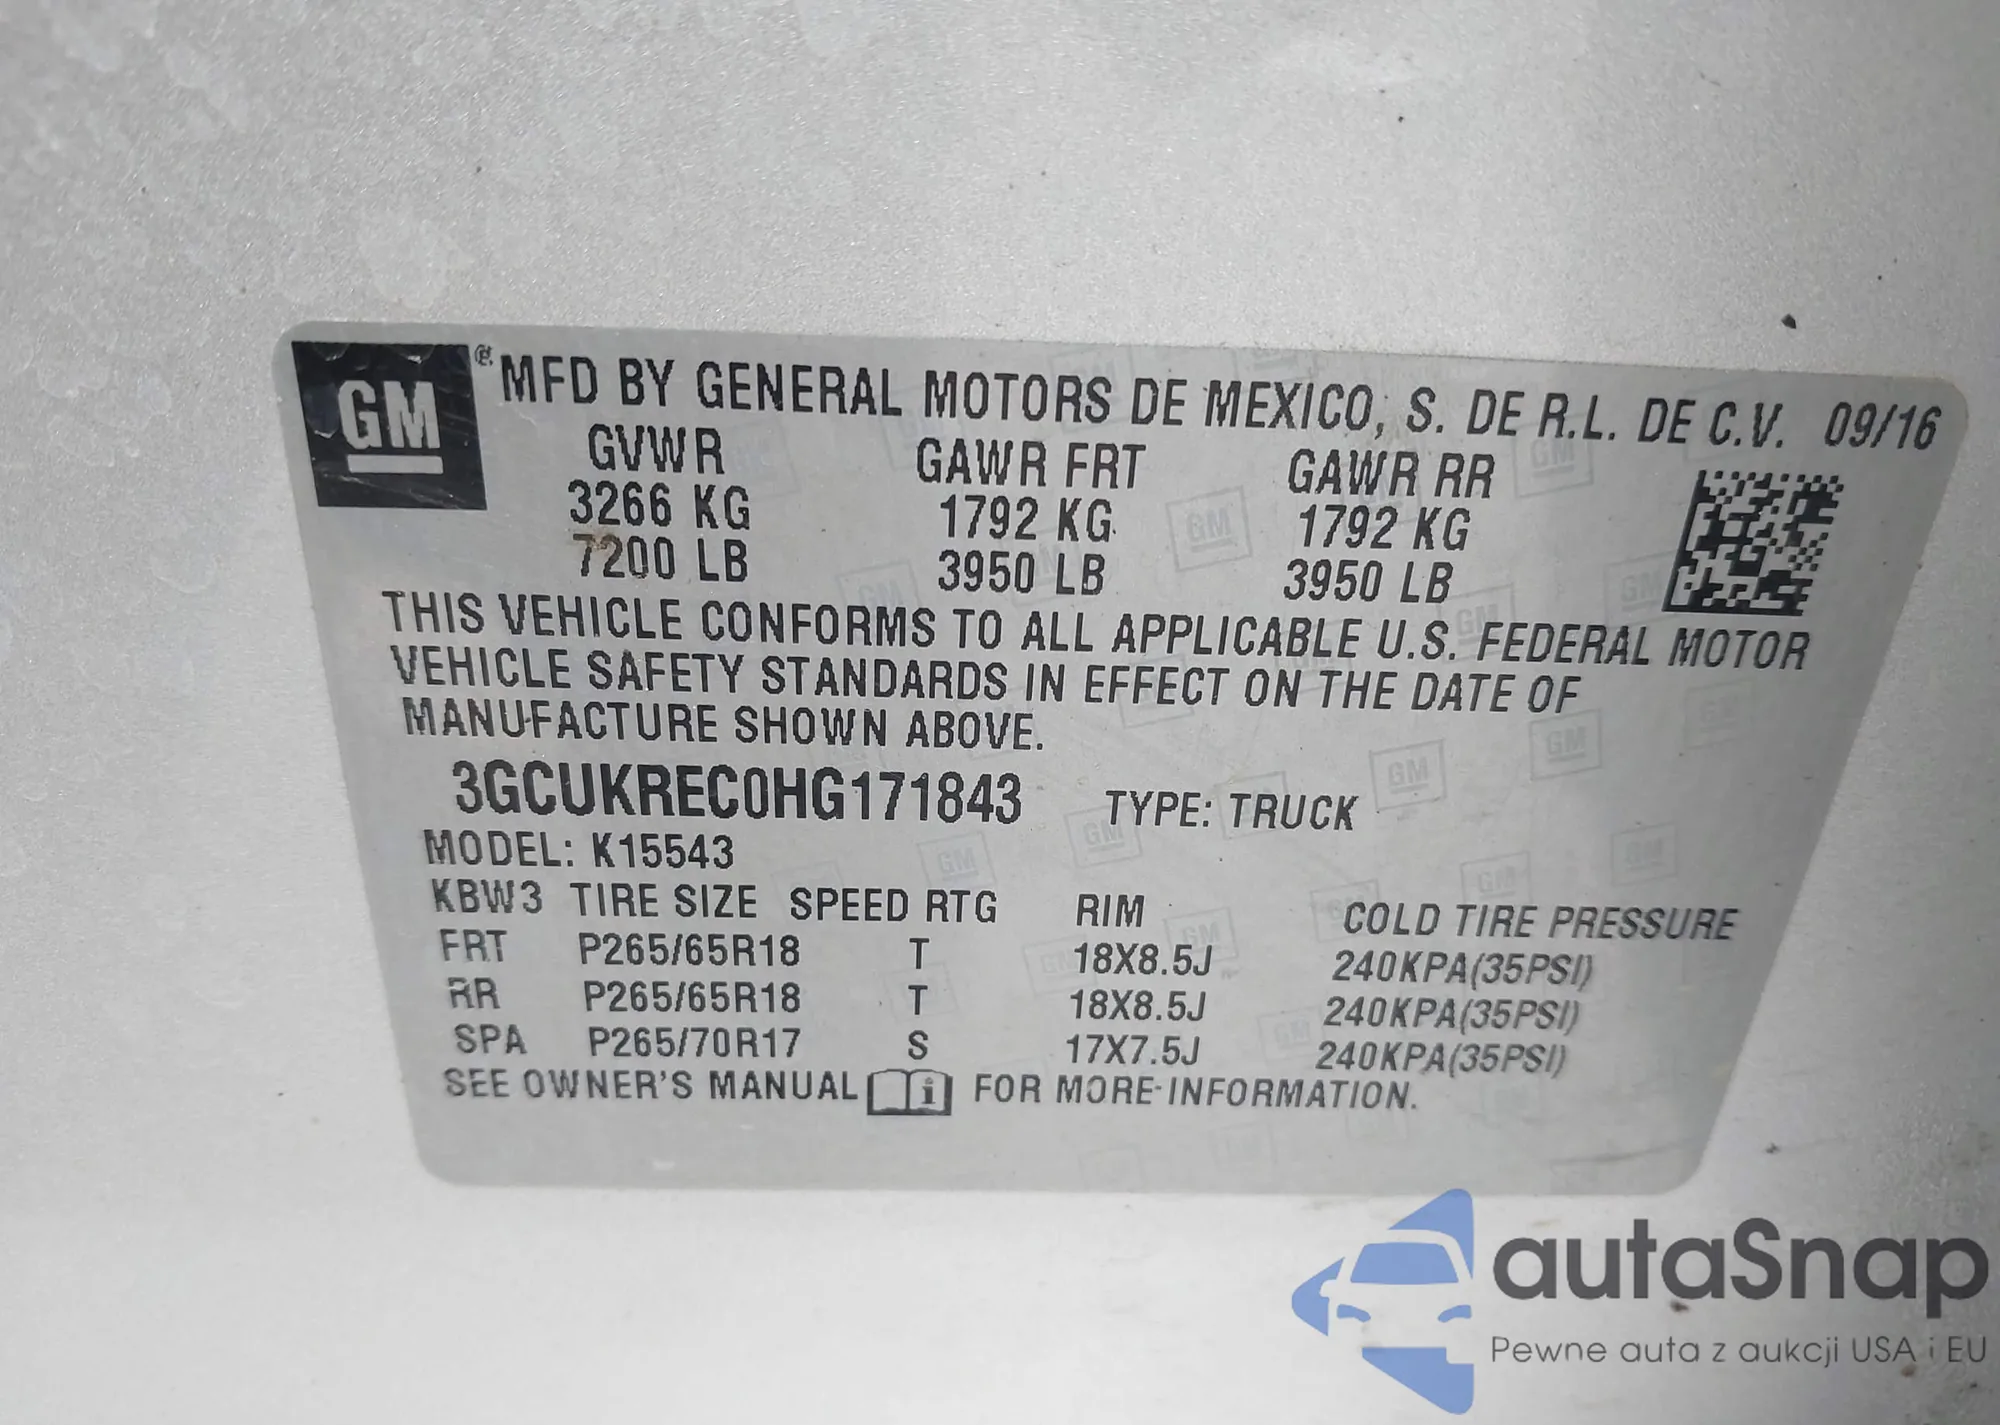 GM ® MFD BY GENERAL MOTORS DE MEXICO, S. DE R.L. DE C.V. 09/16
GVWR GAWR FRT GAWR RR
3266 KG 1792 KG 1792 KG
7200 LB 3950 LB 3950 LB
THIS VEHICLE CONFORMS TO ALL APPLICABLE U.S. FEDERAL MOTOR
VEHICLE SAFETY STANDARDS IN EFFECT ON THE DATE OF
MANUFACTURE SHOWN ABOVE.
3GCUKREC0HG171843 TYPE: TRUCK
MODEL: K15543
KBW3 TIRE SIZE SPEED RTG RIM COLD TIRE PRESSURE
FRT P265/65R18 T 18X8.5J 240KPA(35PSI)
RR P265/65R18 T 18X8.5J 240KPA(35PSI)
SPA P265/70R17 S 17X7.5J 240KPA(35PSI)
SEE OWNER'S MANUAL i FOR MORE INFORMATION.
autaSnap
Pewne auta z aukcji USA i EU